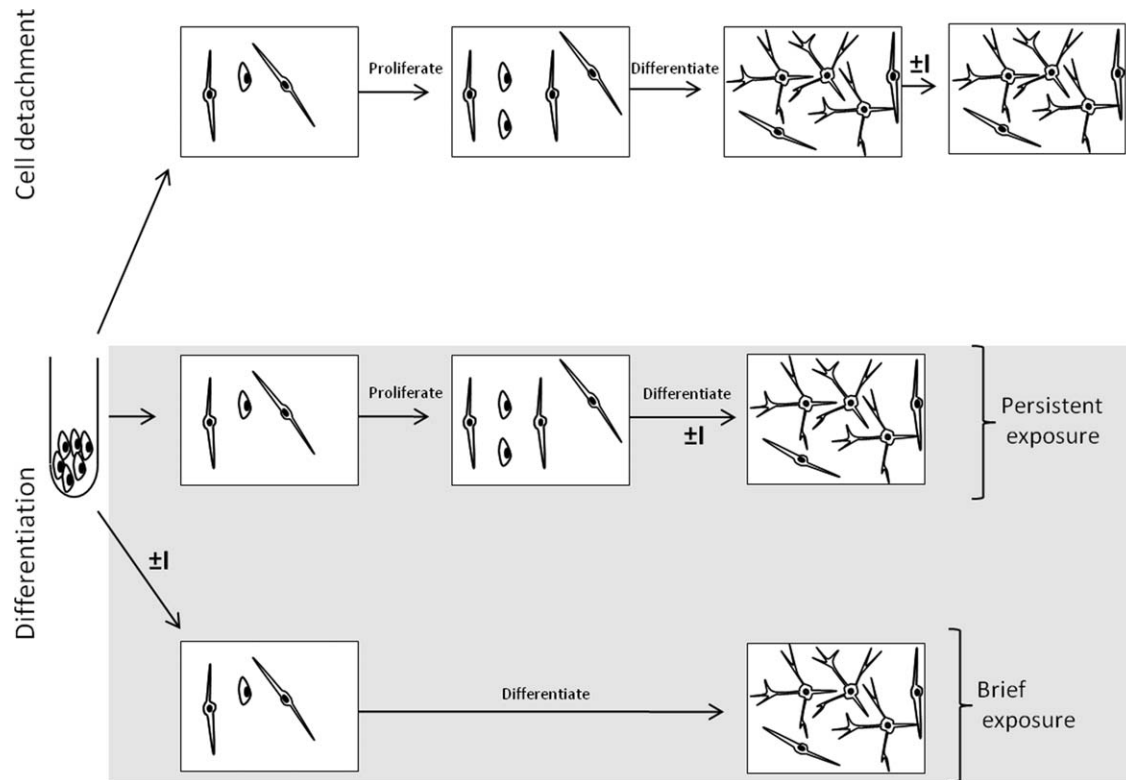 Cell detachment
Proliferate
Differentiate
±I
Differentiation
Proliferate
Differentiate
±I
Persistent
exposure
±I
Differentiate
Brief
exposure